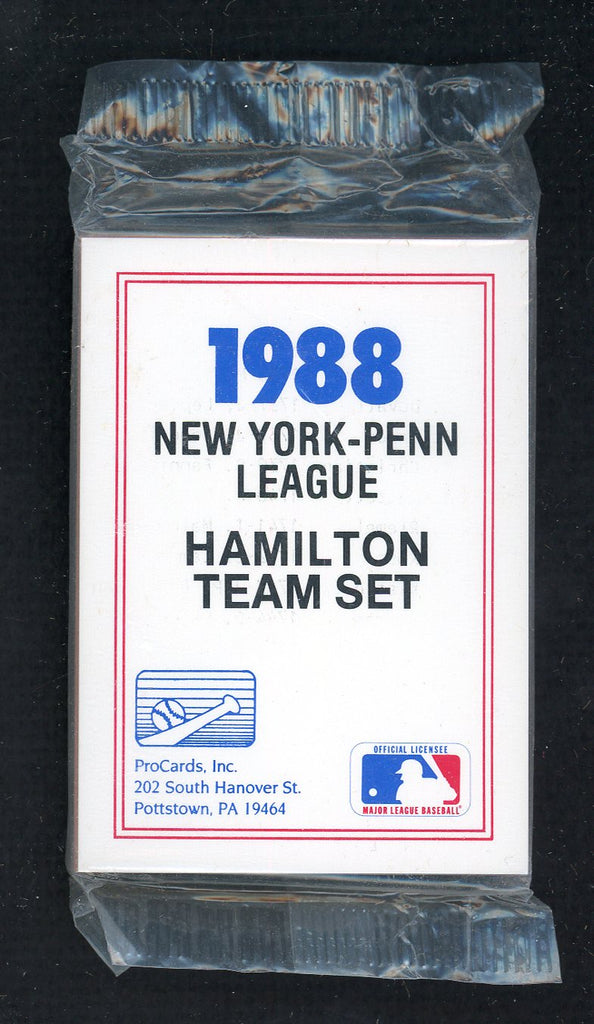 1988
NEW YORK-PENN
LEAGUE
HAMILTON
TEAM SET
ProCards, Inc.
202 South Hanover St.
Pottstown, PA 19464
OFFICIAL LICENSEE
MAJOR LEAGUE BASEBALL®